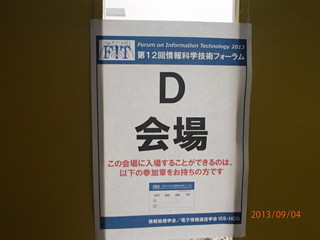 FIT
Forum on Information Technology 2013
第12回情報科学技術フォーラム
D
会場
この会場に入場することができるのは、
以下の参加章をお持ちの方です
情報処理学会／電子情報通信学会 ISS-HCG
2013/09/04